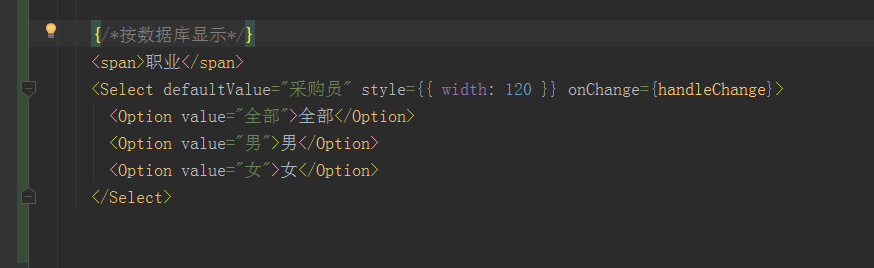 {/*按数据库显示*/}
<span>职业</span>
<Select defaultValue="采购员" style={{ width: 120 }} onChange={handleChange}>
<Option value="全部">全部</Option>
<Option value="男">男</Option>
<Option value="女">女</Option>
</Select>